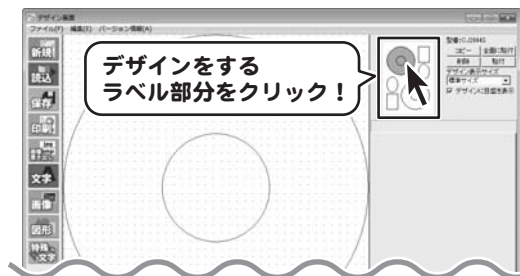 デザイン画面
ファイル(F) 編集(E) バージョン情報(A)
新規
読込
保存
印刷
文字
画像
図形
特殊文字
デザインをする
ラベル部分をクリック！
コピー 全面に貼付
削除 貼付
デザイン表示サイズ
標準サイズ
デザインに目盛を表示